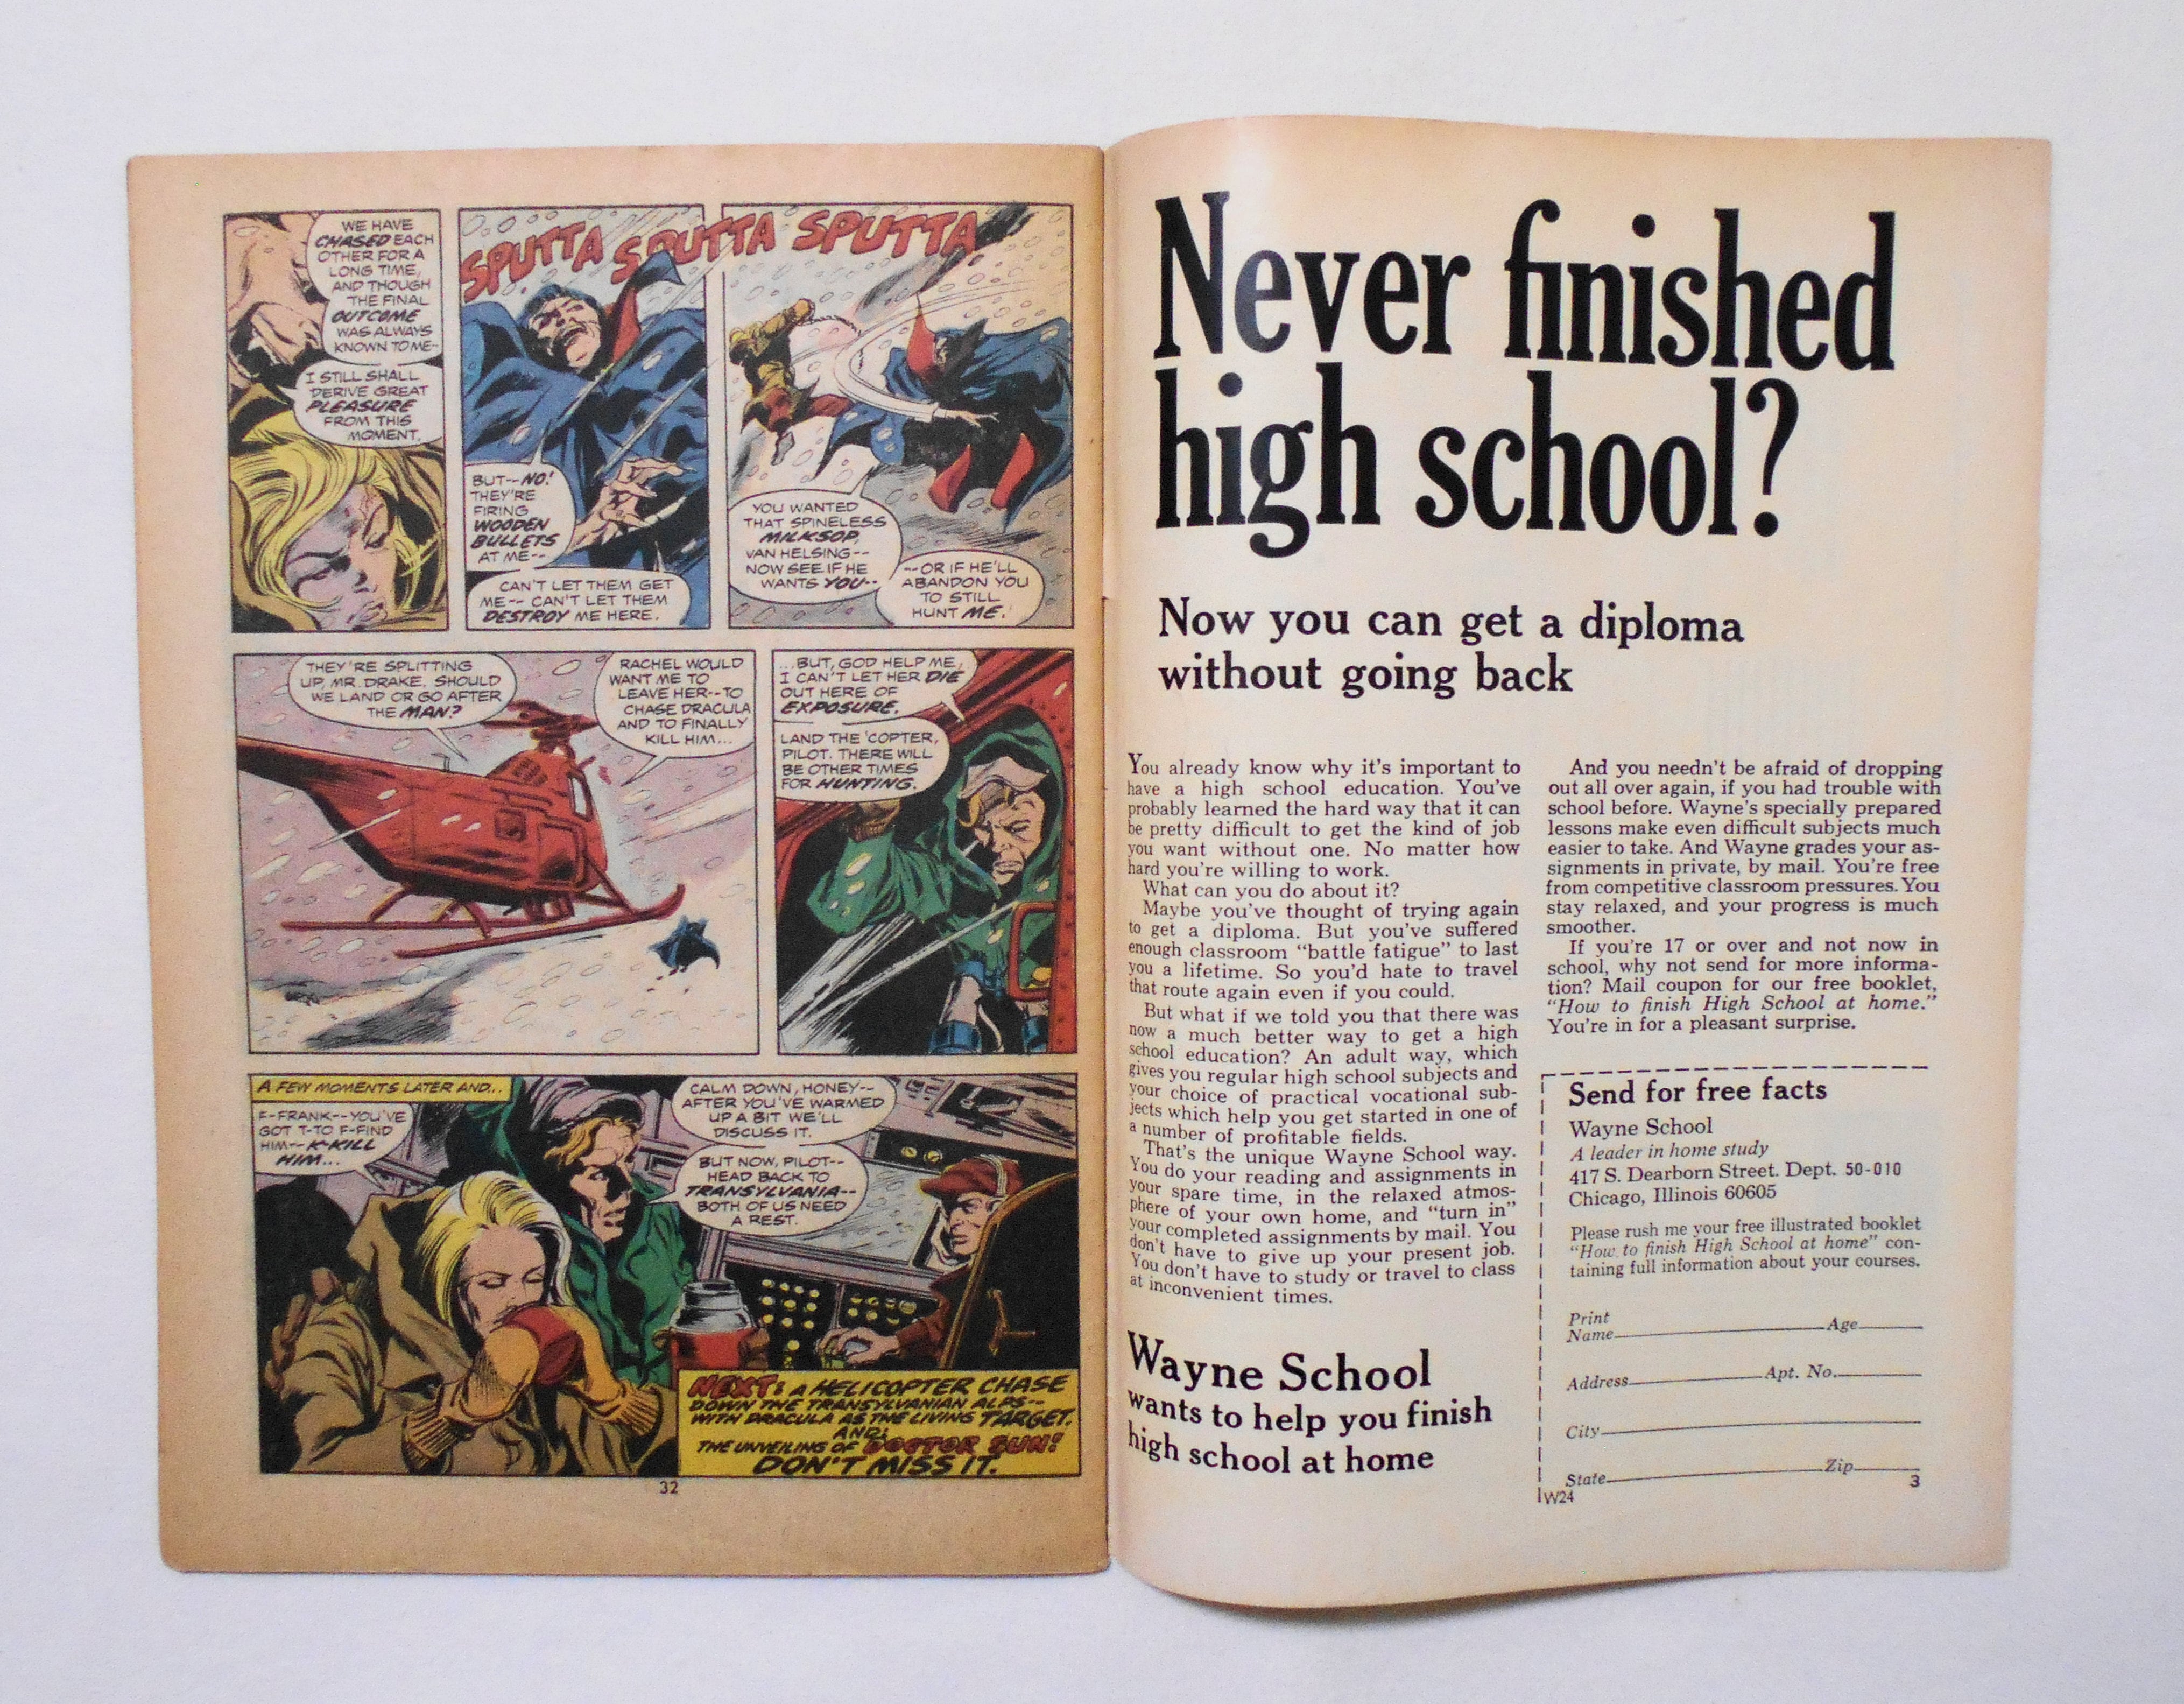 WE HAVE
CHASED EACH
OTHER FOR A
LONG TIME,
AND THOUGH
THE FINAL
OUTCOME
WAS ALWAYS
KNOWN TO ME-
I STILL SHALL
DERIVE GREAT
PLEASURE
FROM THIS
MOMENT.
SPUTTA SPUTTA SPUTTA
BUT--NO!
THEY'RE
FIRING
WOODEN
BULLETS
AT ME--
CAN'T LET THEM GET
ME-- CAN'T LET THEM
DESTROY ME HERE.
YOU WANTED
THAT SPINELESS
MILKSOP,
VAN HELSING--
NOW SEE IF HE
WANTS YOU--
--OR IF HE'LL
ABANDON YOU
TO STILL
HUNT ME!
THEY'RE SPLITTING
UP, MR. DRAKE. SHOULD
WE LAND OR GO AFTER
THE MAN?
RACHEL WOULD
WANT ME TO
LEAVE HER--TO
CHASE DRACULA
AND TO FINALLY
KILL HIM...
...BUT, GOD HELP ME,
I CAN'T LET HER DIE
OUT HERE OF
EXPOSURE.
LAND THE 'COPTER,
PILOT. THERE WILL
BE OTHER TIMES
FOR HUNTING.
A FEW MOMENTS LATER AND...
F-FRANK--YOU'VE
GOT T-TO F-FIND
HIM--K-KILL
HIM...
CALM DOWN, HONEY--
AFTER YOU'VE WARMED
UP A BIT WE'LL
DISCUSS IT.
BUT NOW, PILOT--
HEAD BACK TO
TRANSYLVANIA--
BOTH OF US NEED
A REST.
NEXT: A HELICOPTER CHASE
DOWN THE TRANSYLVANIAN ALPS--
WITH DRACULA AS THE LIVING TARGET.
AND:
THE UNVEILING OF DOCTOR SUN!
DON'T MISS IT.
32
Never finished
high school?
Now you can get a diploma
without going back
You already know why it's important to
have a high school education. You've
probably learned the hard way that it can
be pretty difficult to get the kind of job
you want without one. No matter how
hard you're willing to work.
What can you do about it?
Maybe you've thought of trying again
to get a diploma. But you've suffered
enough classroom "battle fatigue" to last
you a lifetime. So you'd hate to travel
that route again even if you could.
But what if we told you that there was
now a much better way to get a high
school education? An adult way, which
gives you regular high school subjects and
your choice of practical vocational sub-
jects which help you get started in one of
a number of profitable fields.
That's the unique Wayne School way.
You do your reading and assignments in
your spare time, in the relaxed atmos-
phere of your own home, and "turn in"
your completed assignments by mail. You
don't have to give up your present job.
You don't have to study or travel to class
at inconvenient times.
Wayne School
wants to help you finish
high school at home
And you needn't be afraid of dropping
out all over again, if you had trouble with
school before. Wayne's specially prepared
lessons make even difficult subjects much
easier to take. And Wayne grades your as-
signments in private, by mail. You're free
from competitive classroom pressures. You
stay relaxed, and your progress is much
smoother.
If you're 17 or over and not now in
school, why not send for more informa-
tion? Mail coupon for our free booklet,
"How to finish High School at home."
You're in for a pleasant surprise.
Send for free facts
Wayne School
A leader in home study
417 S. Dearborn Street. Dept. 50-010
Chicago, Illinois 60605
Please rush me your free illustrated booklet
"How to finish High School at home" con-
taining full information about your courses.
Print
Name Age
Address Apt. No.
City
State Zip
W24 3